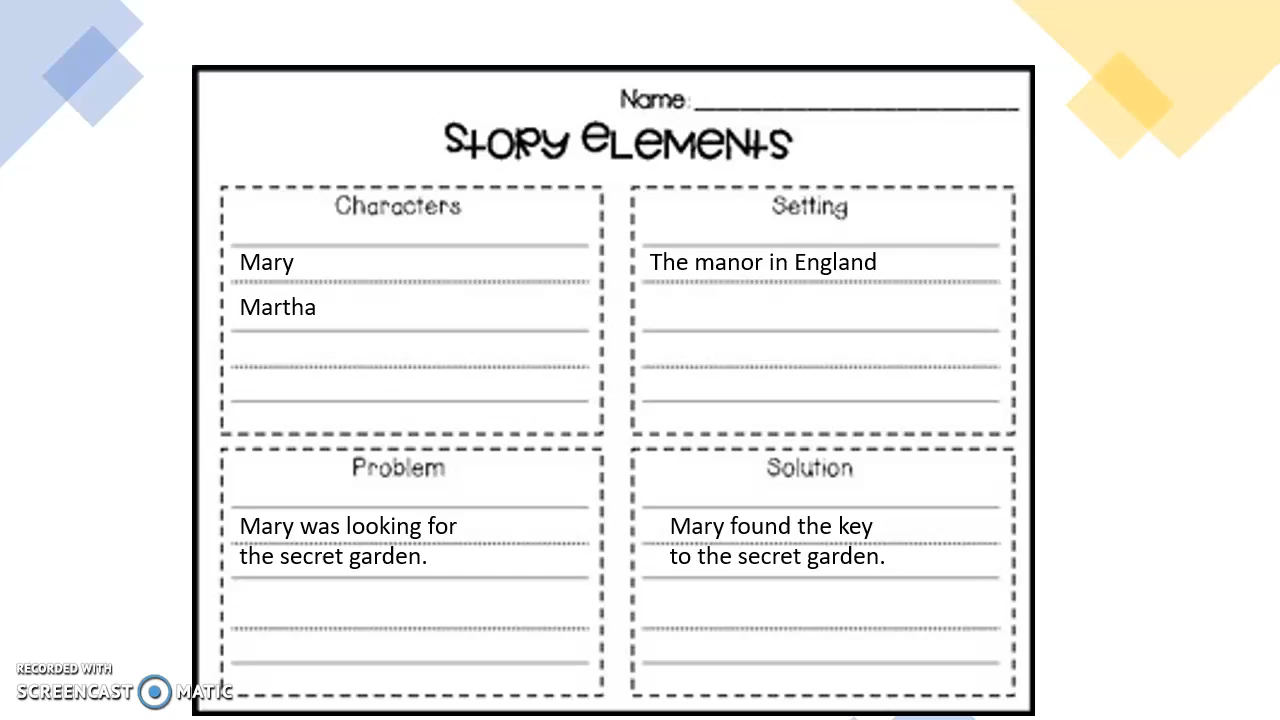 Name:
Story Elements
Characters
Mary
Martha
Setting
The manor in England
Problem
Mary was looking for
the secret garden.
Solution
Mary found the key
to the secret garden.
RECORDED WITH
SCREENCAST MATIC